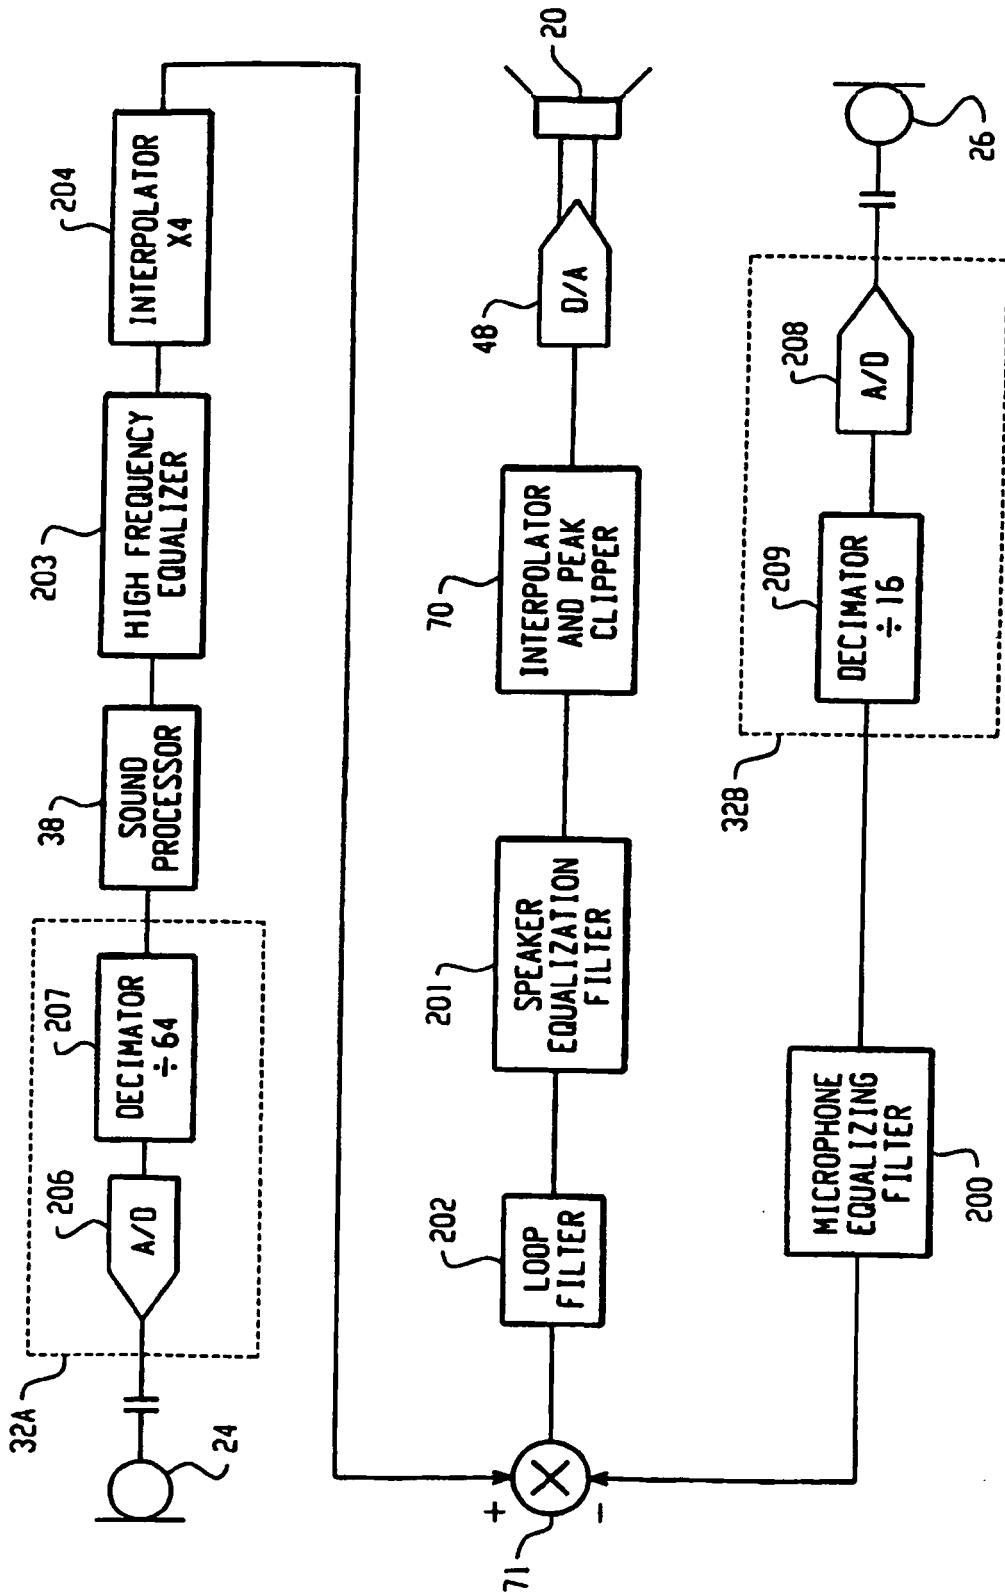 32A
24
206
A/D
207
DECIMATOR
÷64
38
SOUND
PROCESSOR
203
HIGH FREQUENCY
EQUALIZER
204
INTERPOLATOR
X4
71
+
-
202
LOOP
FILTER
201
SPEAKER
EQUALIZATION
FILTER
70
INTERPOLATOR
AND PEAK
CLIPPER
48
D/A
20
200
MICROPHONE
EQUALIZING
FILTER
32B
209
DECIMATOR
÷16
208
A/D
26